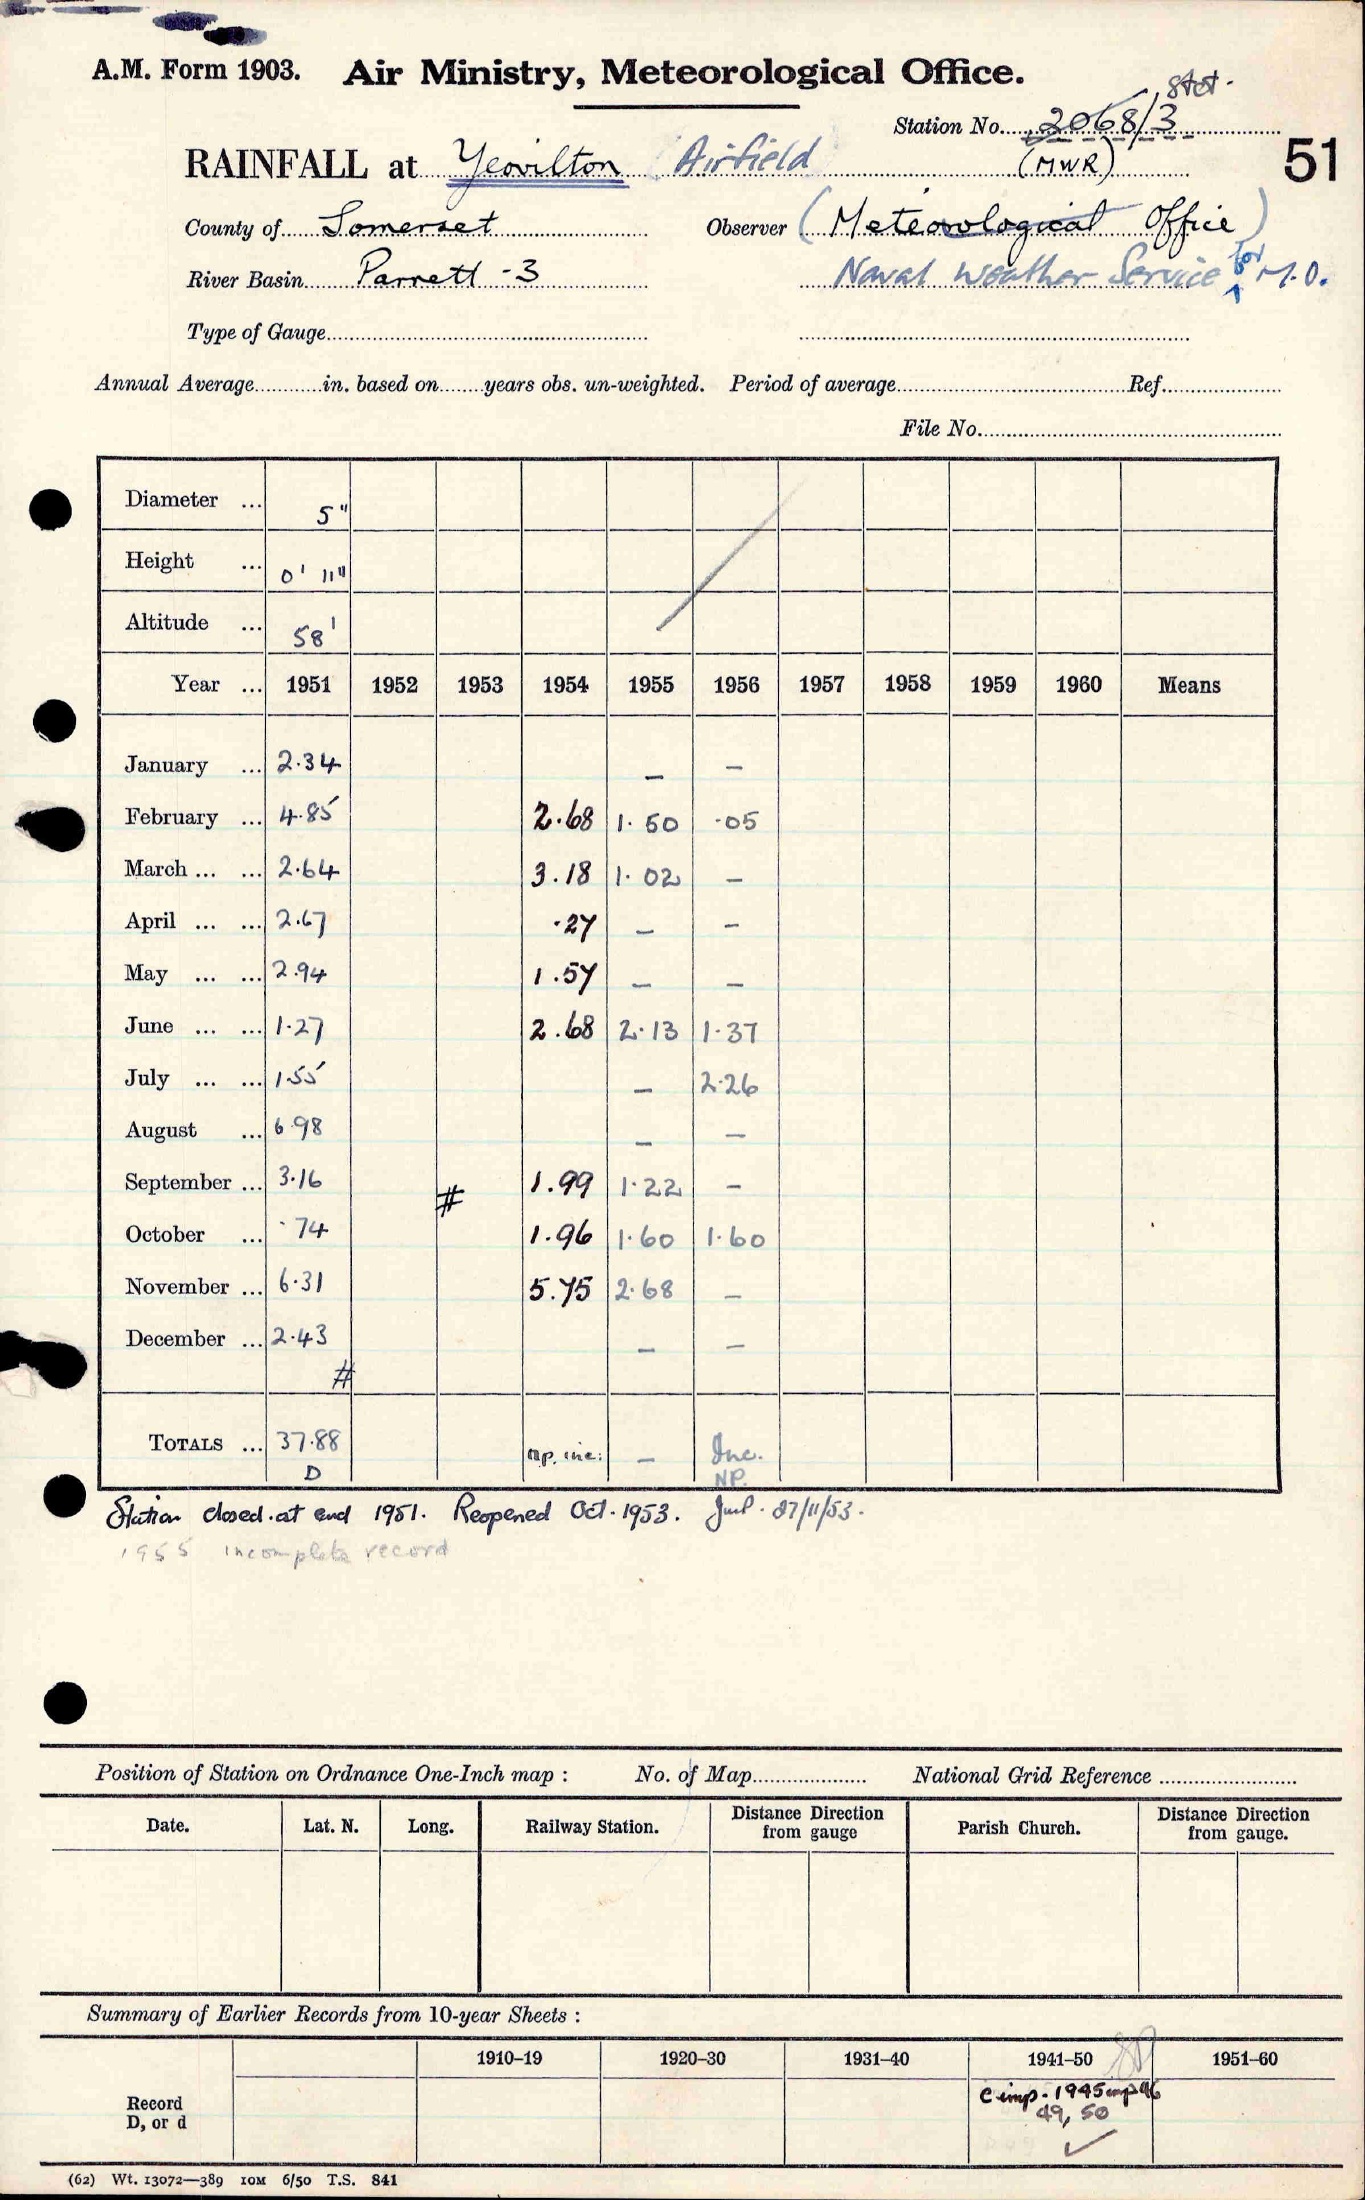 A.M. Form 1903. Air Ministry, Meteorological Office.
Stet.
Station No. 2068/3
RAINFALL at Yeovilton (Airfield (MWR) 51
County of Somerset Observer (Meteorological Office)
River Basin Parrett - 3 Naval Weather Service for M.O.
Type of Gauge
Annual Average in. based on years obs. un-weighted. Period of average Ref.
File No.
Diameter ... 5"
Height ... 0' 11"
Altitude ... 58'
Year ... 1951 1952 1953 1954 1955 1956 1957 1958 1959 1960 Means
January ... 2.34 – –
February ... 4.85 2.68 1.50 .05
March ... ... 2.64 3.18 1.02 –
April ... ... 2.67 .27 – –
May ... ... 2.94 1.57 – –
June ... ... 1.27 2.68 2.13 1.37
July ... ... 1.55 – 2.26
August ... 6.98 – –
September ... 3.16 # 1.99 1.22 –
October ... .74 1.96 1.60 1.60
November ... 6.31 5.75 2.68 –
December ... 2.43 – –
#
TOTALS ... 37.88 np. inc: – Inc.
D NP.
Station closed at end 1951. Reopened Oct. 1953. 27/11/53.
1955 incomplete record
Position of Station on Ordnance One-Inch map : No. of Map National Grid Reference
Date. Lat. N. Long. Railway Station. Distance from gauge Direction Parish Church. Distance from gauge. Direction
Summary of Earlier Records from 10-year Sheets :
1910–19 1920–30 1931–40 1941–50 1951–60
Record D, or d
c imp. 1945 imp 46
49, 50
(62) Wt. 13072—389 10M 6/50 T.S. 841